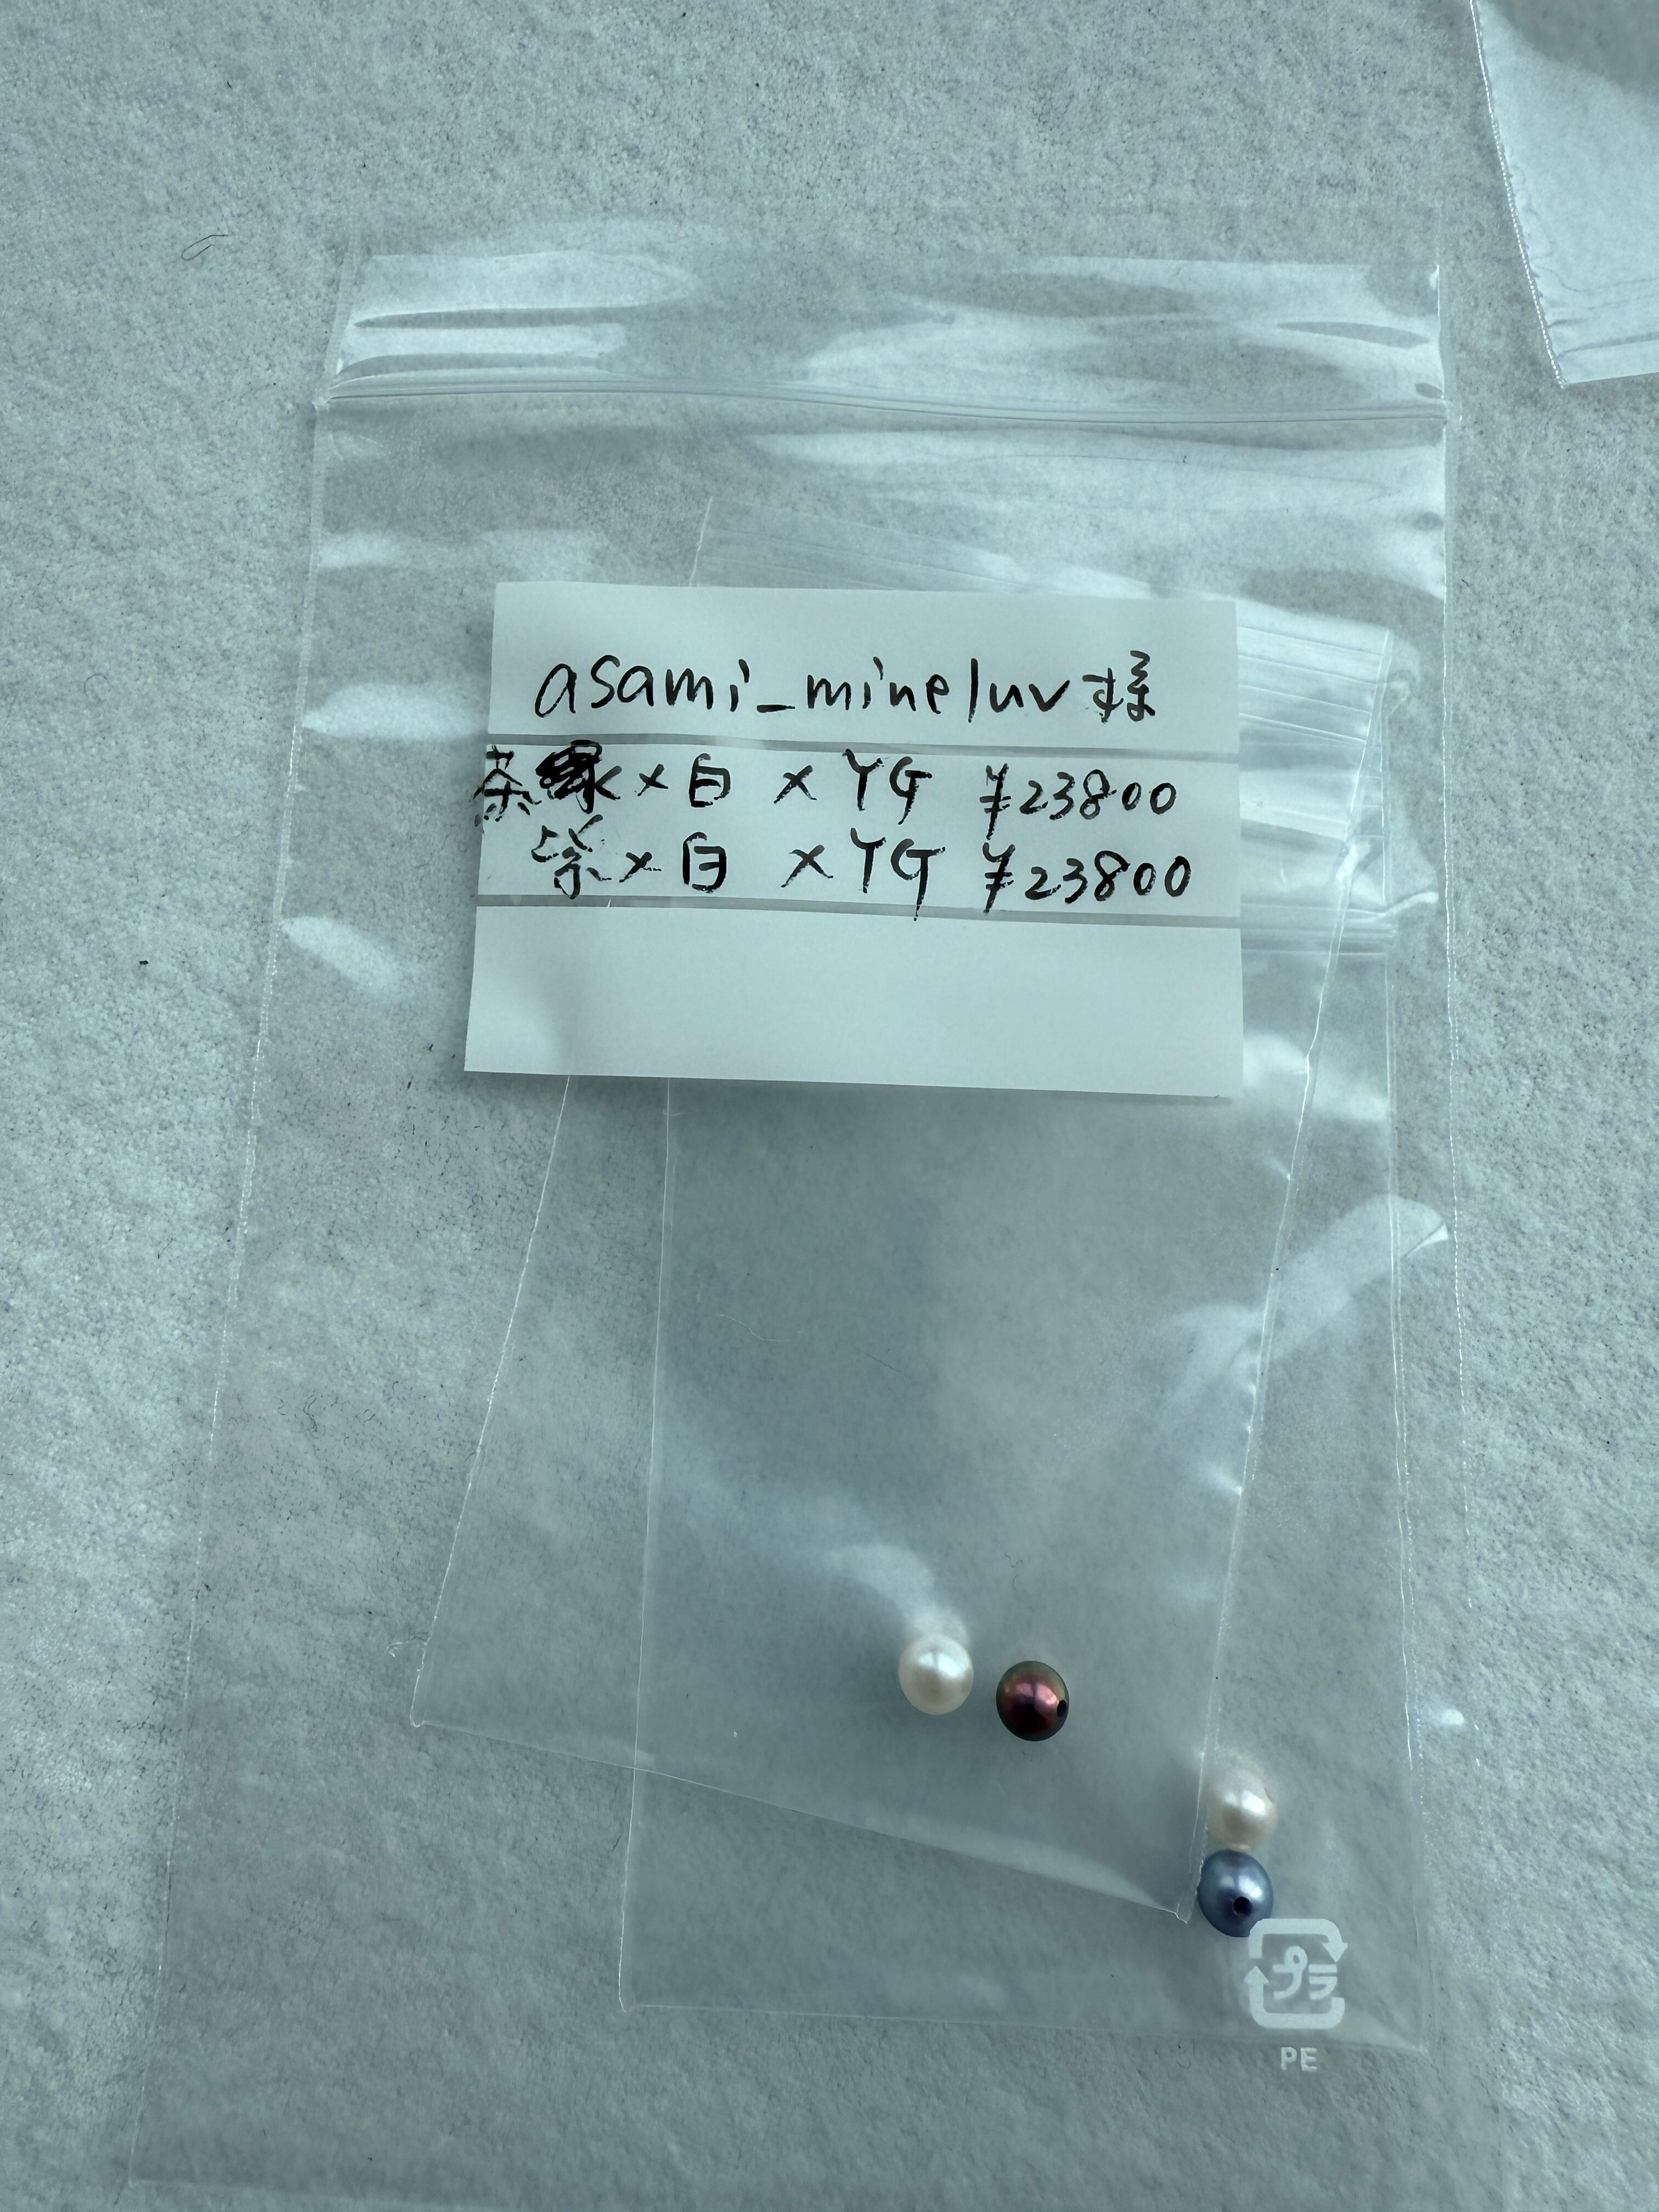 asami_mineluv様
茶 × 白 × YG ¥23800
紫 × 白 × YG ¥23800
プラ
PE